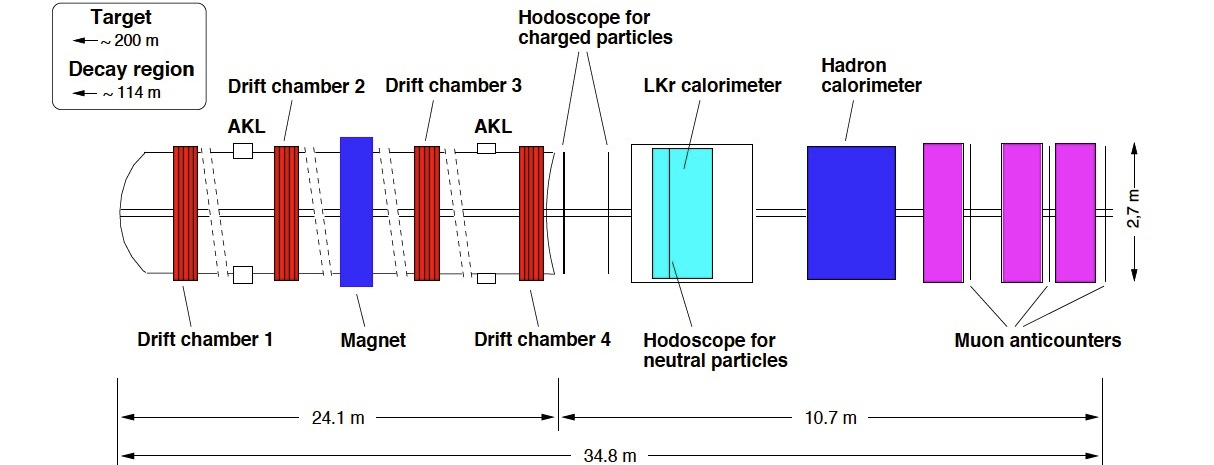 Target
~ 200 m
Decay region
~ 114 m
Hodoscope for
charged particles
Drift chamber 2
Drift chamber 3
LKr calorimeter
Hadron
calorimeter
AKL
AKL
2,7 m
Drift chamber 1
Magnet
Drift chamber 4
Hodoscope for
neutral particles
Muon anticounters
24.1 m
10.7 m
34.8 m